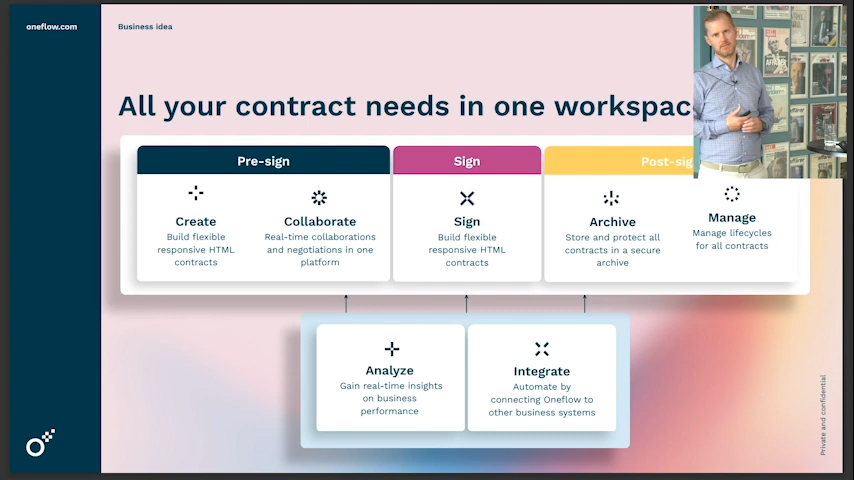 oneflow.com
Business idea
All your contract needs in one workspac
Pre-sign
Sign
Post-sig
Create
Build flexible
responsive HTML
contracts
Collaborate
Real-time collaborations
and negotiations in one
platform
Sign
Build flexible
responsive HTML
contracts
Archive
Store and protect all
contracts in a secure
archive
Manage
Manage lifecycles
for all contracts
Analyze
Gain real-time insights
on business
performance
Integrate
Automate by
connecting Oneflow to
other business systems
Private and confidential